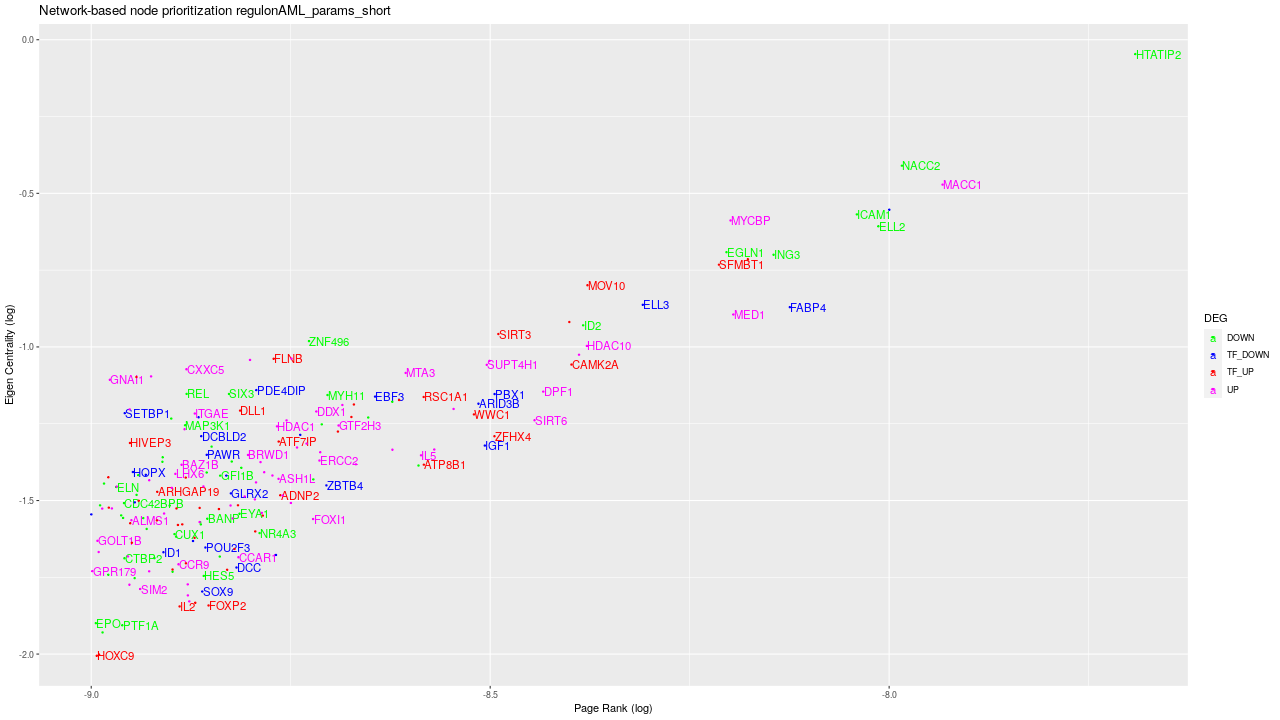 Network-based node prioritization regulonAML_params_short
0.0
HTATIP2
NACC2
-0.5
MACC1
ICAM1
MYCBP
ELL2
EGLN1
ING3
SFMBT1
MOV10
ELL3
FABP4
MED1
ID2
SIRT3
ZNF496
-1.0
HDAC10
FLNB
SUPT4H1
CAMK2A
CXXC5
MTA3
GNAI1
PDE4DIP
REL
SIX3
MYH11
EBF3
RSC1A1
PBX1
DPF1
ARID3B
SETBP1
ITGAE
DLL1
DDX1
WWC1
SIRT6
MAP3K1
HDAC1
GTF2H3
DCBLD2
ZFHX4
HIVEP3
ATF7IP
IGF1
PAWR
BRWD1
IL5
BAZ1B
ERCC2
ATP8B1
HOPX
LHX6
GFI1B
ASH1L
ELN
ARHGAP19
GLRX2
ZBTB4
ADNP2
-1.5
CDC42BPB
ALMS1
BANP
EYA1
FOXI1
CUX1
NR4A3
GOLT1B
ID1
POU2F3
CTBP2
CCR9
CCAR1
GPR179
HES5
DCC
SIM2
SOX9
IL2
FOXP2
EPO
PTF1A
-2.0
HOXC9
-9.0
-8.5
-8.0
Page Rank (log)
Eigen Centrality (log)
DEG
a DOWN
a TF_DOWN
a TF_UP
a UP